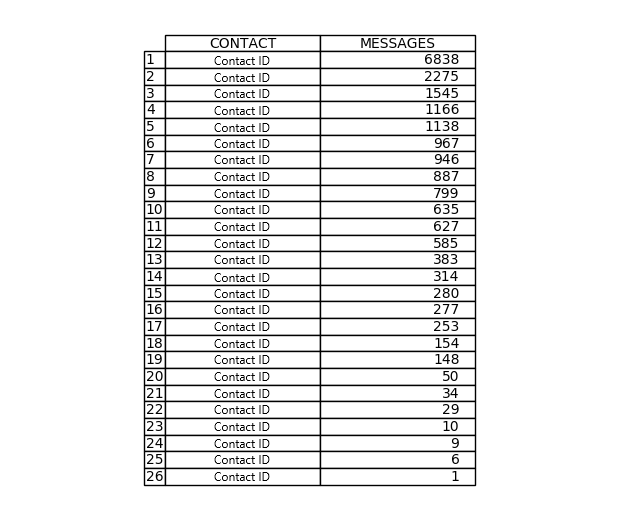 CONTACT MESSAGES
1 Contact ID 6838
2 Contact ID 2275
3 Contact ID 1545
4 Contact ID 1166
5 Contact ID 1138
6 Contact ID 967
7 Contact ID 946
8 Contact ID 887
9 Contact ID 799
10 Contact ID 635
11 Contact ID 627
12 Contact ID 585
13 Contact ID 383
14 Contact ID 314
15 Contact ID 280
16 Contact ID 277
17 Contact ID 253
18 Contact ID 154
19 Contact ID 148
20 Contact ID 50
21 Contact ID 34
22 Contact ID 29
23 Contact ID 10
24 Contact ID 9
25 Contact ID 6
26 Contact ID 1